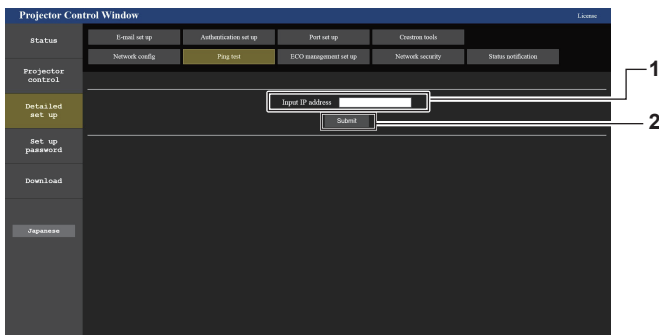 Projector Control Window
License
Status
E-mail set up
Authentication set up
Port set up
Crestron tools
Network config
Ping test
ECO management set up
Network security
Status notification
Projector
control
Detailed
set up
Set up
password
Download
Japanese
Input IP address
Submit
1
2